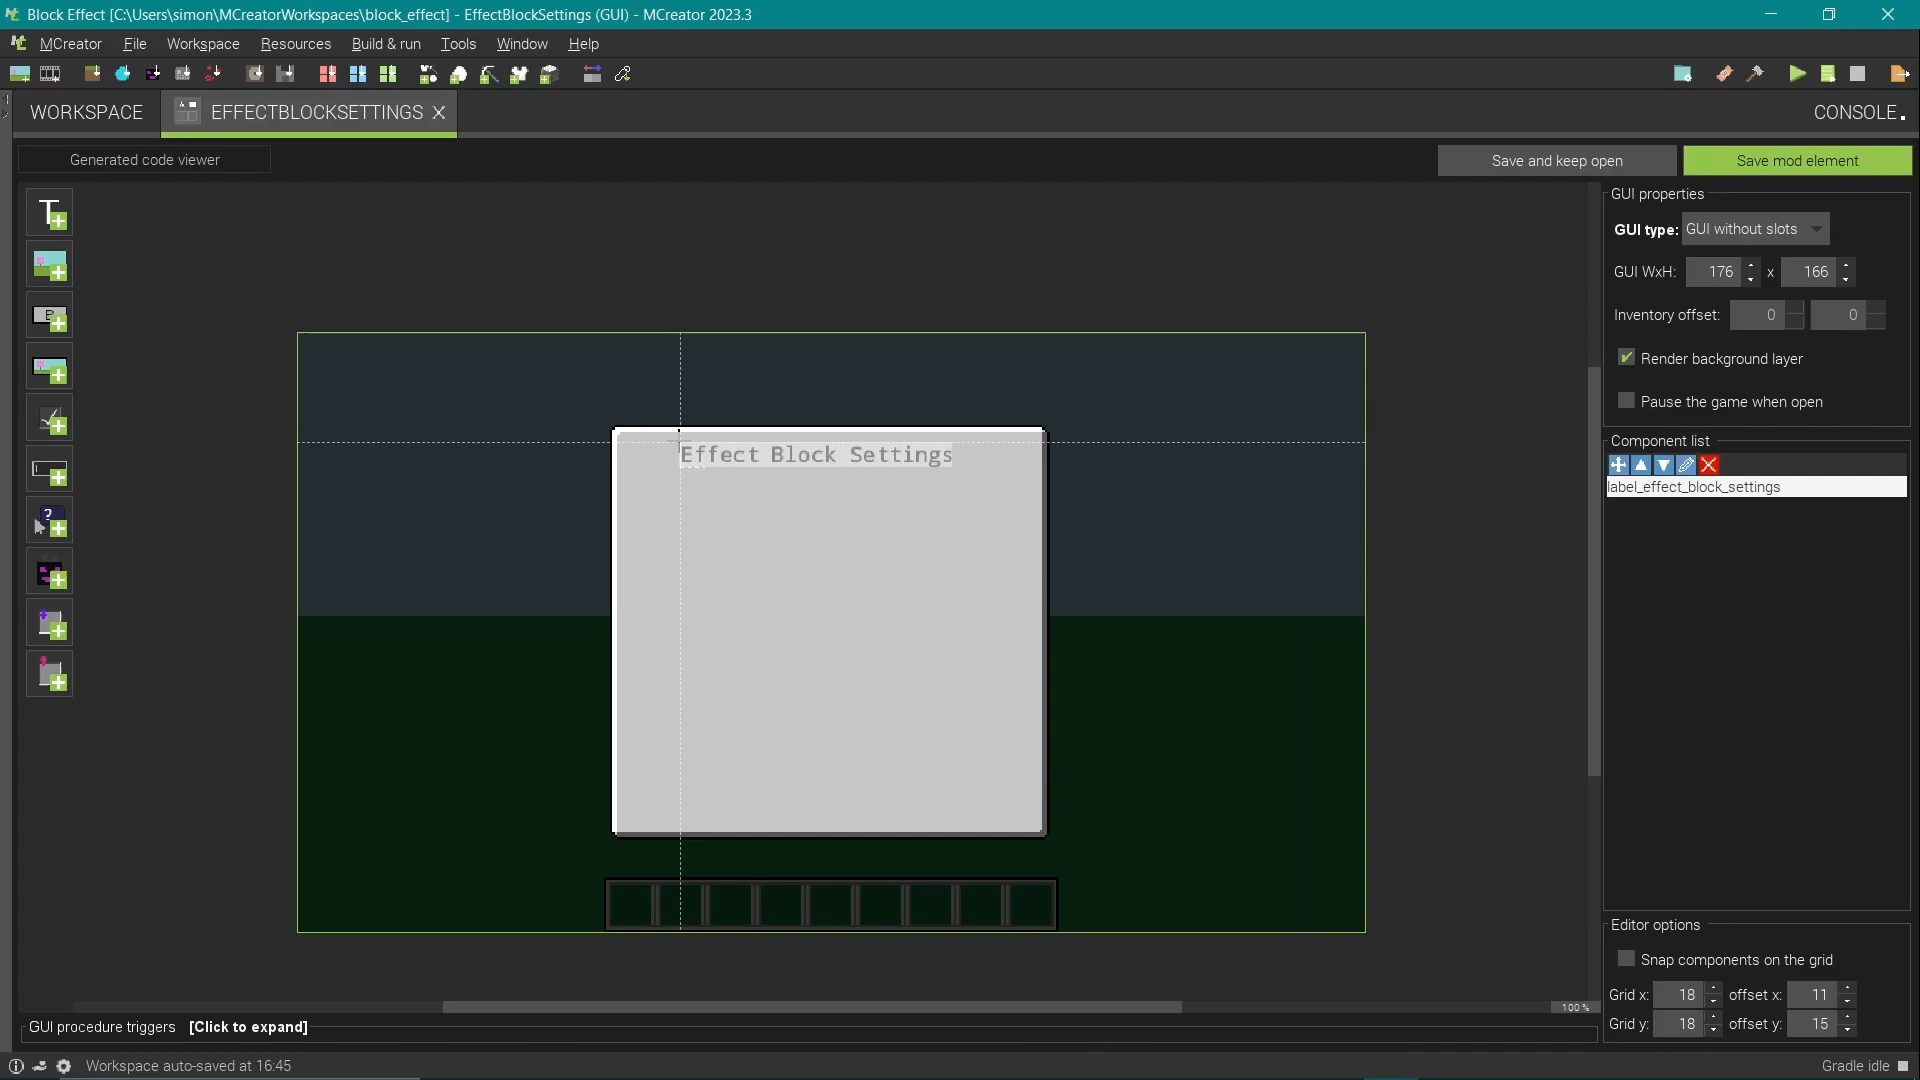 Block Effect [C:\Users\simon\MCreatorWorkspaces\block_effect] - EffectBlockSettings (GUI) - MCreator 2023.3
MCreator File Workspace Resources Build & run Tools Window Help
WORKSPACE EFFECTBLOCKSETTINGS CONSOLE
Generated code viewer Save and keep open Save mod element
GUI properties
GUI type: GUI without slots
GUI WxH: 176 x 166
Inventory offset: 0 0
Render background layer
Pause the game when open
Component list
label_effect_block_settings
Effect Block Settings
Editor options
Snap components on the grid
Grid x: 18 offset x: 11
Grid y: 18 offset y: 15
100 %
GUI procedure triggers [Click to expand]
Workspace auto-saved at 16:45 Gradle idle